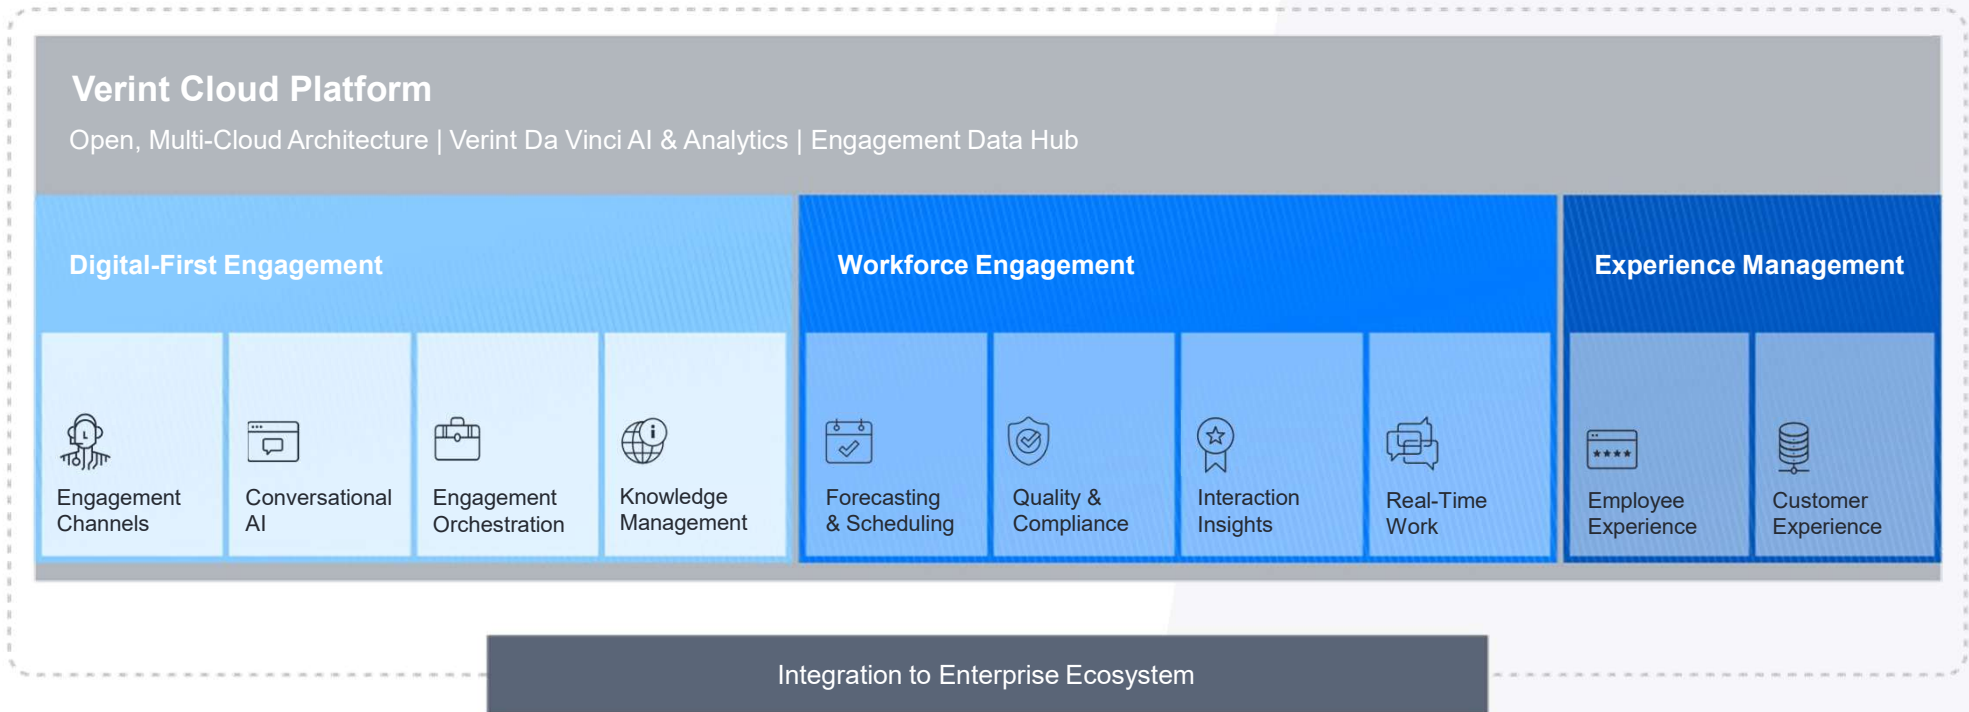 Verint Cloud Platform
Open, Multi-Cloud Architecture | Verint Da Vinci AI & Analytics | Engagement Data Hub
Digital-First Engagement
Engagement
Channels
Conversational
AI
Engagement
Orchestration
Knowledge
Management
Workforce Engagement
Forecasting
& Scheduling
Quality &
Compliance
Interaction
Insights
Real-Time
Work
Experience Management
Employee
Experience
Customer
Experience
Integration to Enterprise Ecosystem